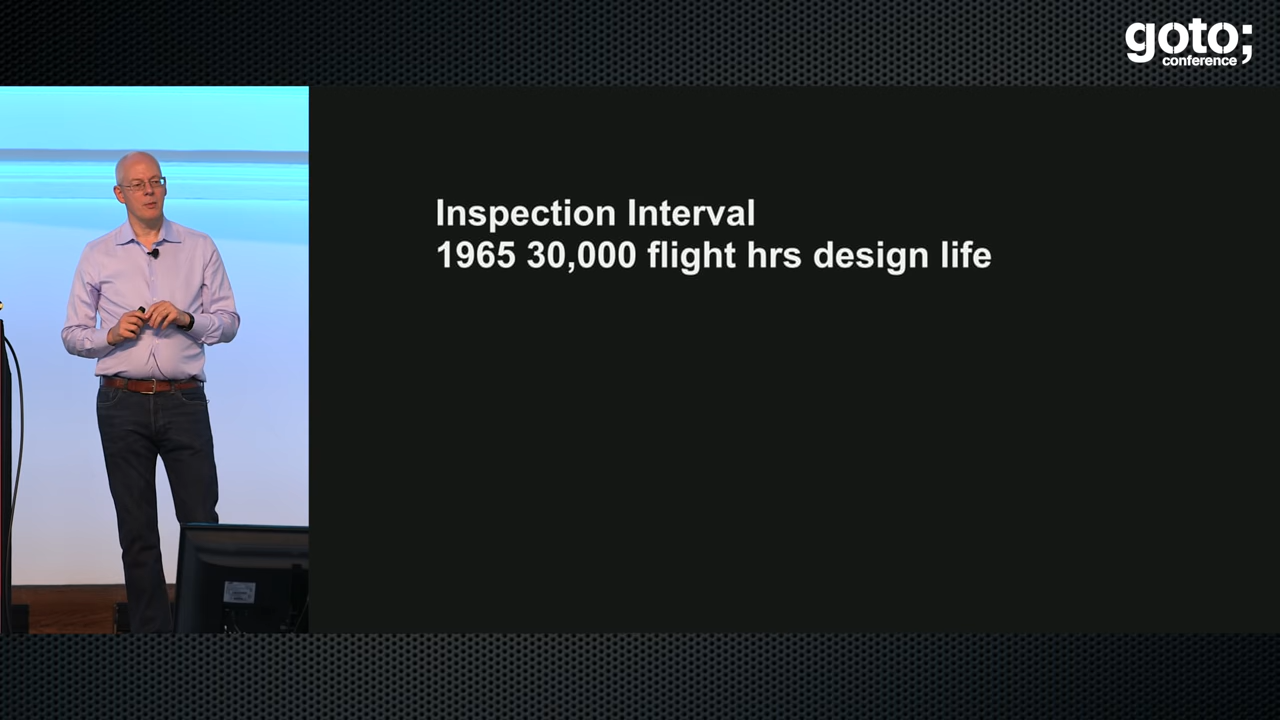 goto;
conference
Inspection Interval
1965 30,000 flight hrs design life